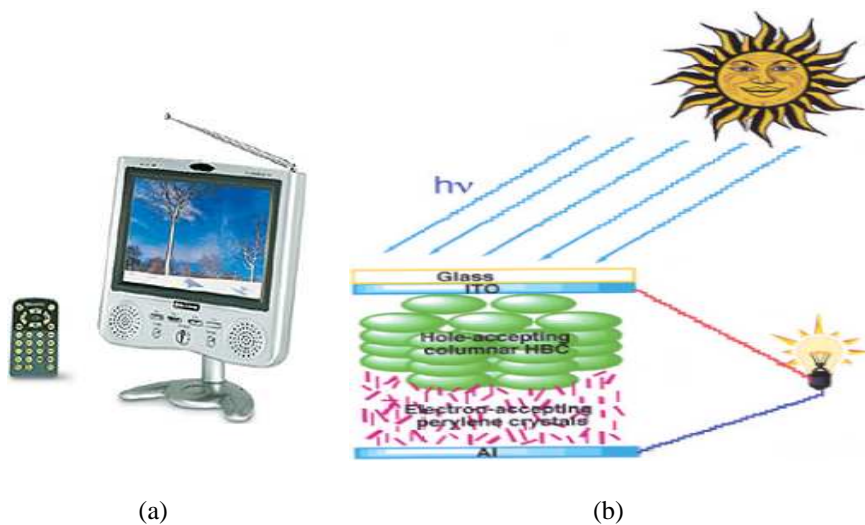 hν
Glass
ITO
Hole-accepting
columnar HBC
Electron-accepting
perylene crystals
Al
(a)
(b)